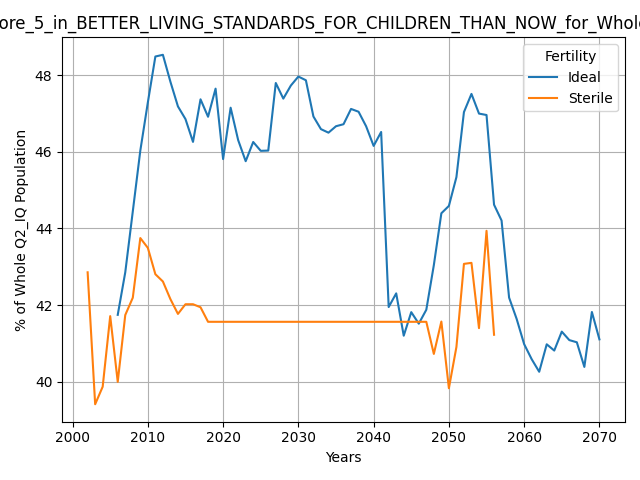 ore_5_in_BETTER_LIVING_STANDARDS_FOR_CHILDREN_THAN_NOW_for_Whole
Fertility
Ideal
Sterile
% of Whole Q2_IQ Population
48
46
44
42
40
2000 2010 2020 2030 2040 2050 2060 2070
Years